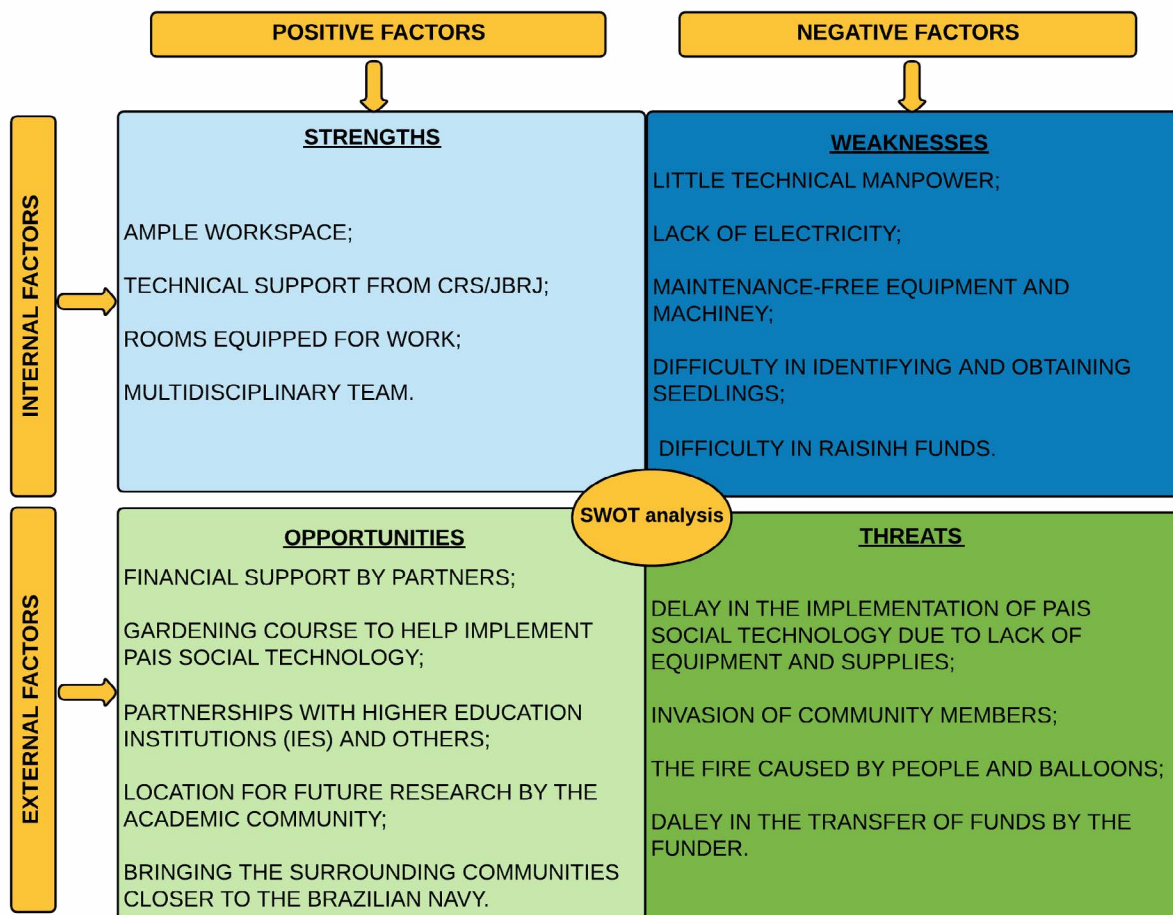 POSITIVE FACTORS
NEGATIVE FACTORS
INTERNAL FACTORS
STRENGTHS
AMPLE WORKSPACE;
TECHNICAL SUPPORT FROM CRS/JBRJ;
ROOMS EQUIPPED FOR WORK;
MULTIDISCIPLINARY TEAM.
WEAKNESSES
LITTLE TECHNICAL MANPOWER;
LACK OF ELECTRICITY;
MAINTENANCE-FREE EQUIPMENT AND
MACHINEY;
DIFFICULTY IN IDENTIFYING AND OBTAINING
SEEDLINGS;
DIFFICULTY IN RAISINH FUNDS.
SWOT analysis
EXTERNAL FACTORS
OPPORTUNITIES
FINANCIAL SUPPORT BY PARTNERS;
GARDENING COURSE TO HELP IMPLEMENT
PAIS SOCIAL TECHNOLOGY;
PARTNERSHIPS WITH HIGHER EDUCATION
INSTITUTIONS (IES) AND OTHERS;
LOCATION FOR FUTURE RESEARCH BY THE
ACADEMIC COMMUNITY;
BRINGING THE SURROUNDING COMMUNITIES
CLOSER TO THE BRAZILIAN NAVY.
THREATS
DELAY IN THE IMPLEMENTATION OF PAIS
SOCIAL TECHNOLOGY DUE TO LACK OF
EQUIPMENT AND SUPPLIES;
INVASION OF COMMUNITY MEMBERS;
THE FIRE CAUSED BY PEOPLE AND BALLOONS;
DALEY IN THE TRANSFER OF FUNDS BY THE
FUNDER.